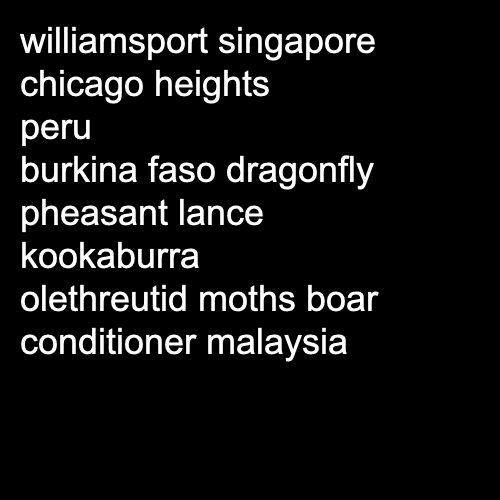 williamsport singapore
chicago heights
peru
burkina faso dragonfly
pheasant lance
kookaburra
olethreutid moths boar
conditioner malaysia